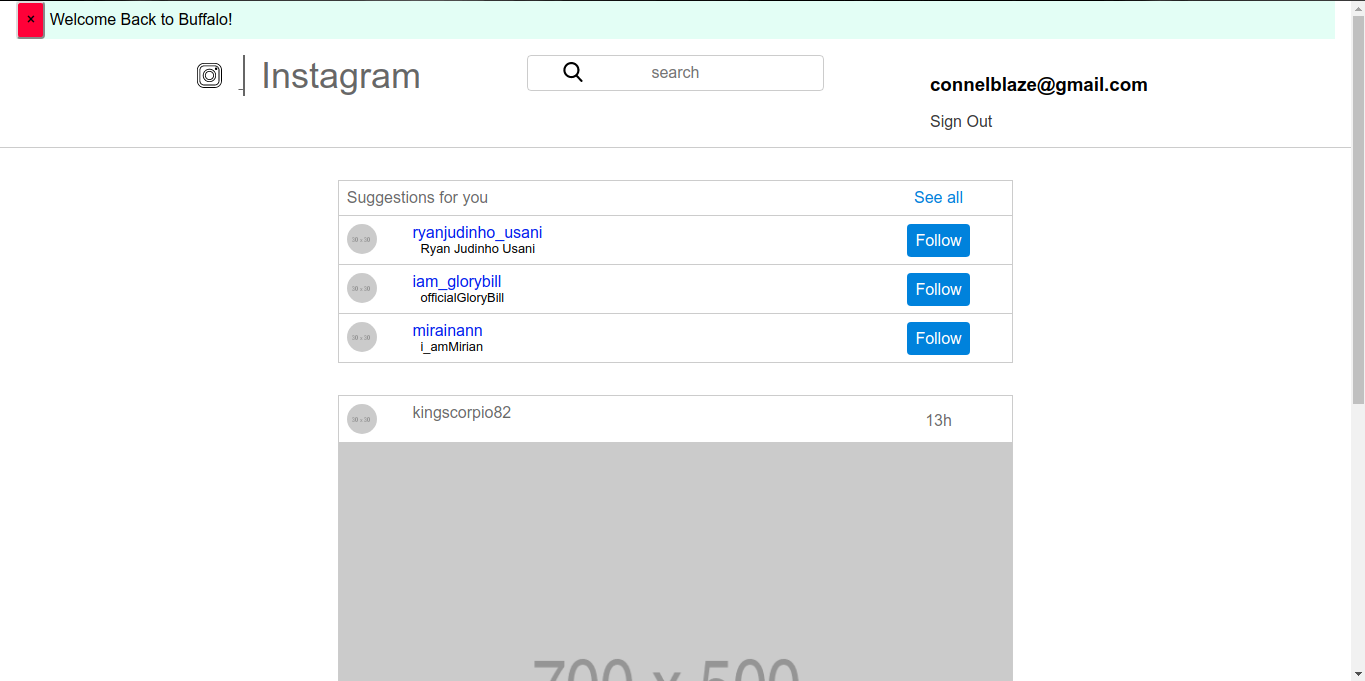 × Welcome Back to Buffalo!
Instagram
search
connelblaze@gmail.com
Sign Out
Suggestions for you
See all
30 x 30
ryanjudinho_usani
Ryan Judinho Usani
Follow
30 x 30
iam_glorybill
officialGloryBill
Follow
30 x 30
mirainann
i_amMirian
Follow
30 x 30
kingscorpio82
13h
700 x 500